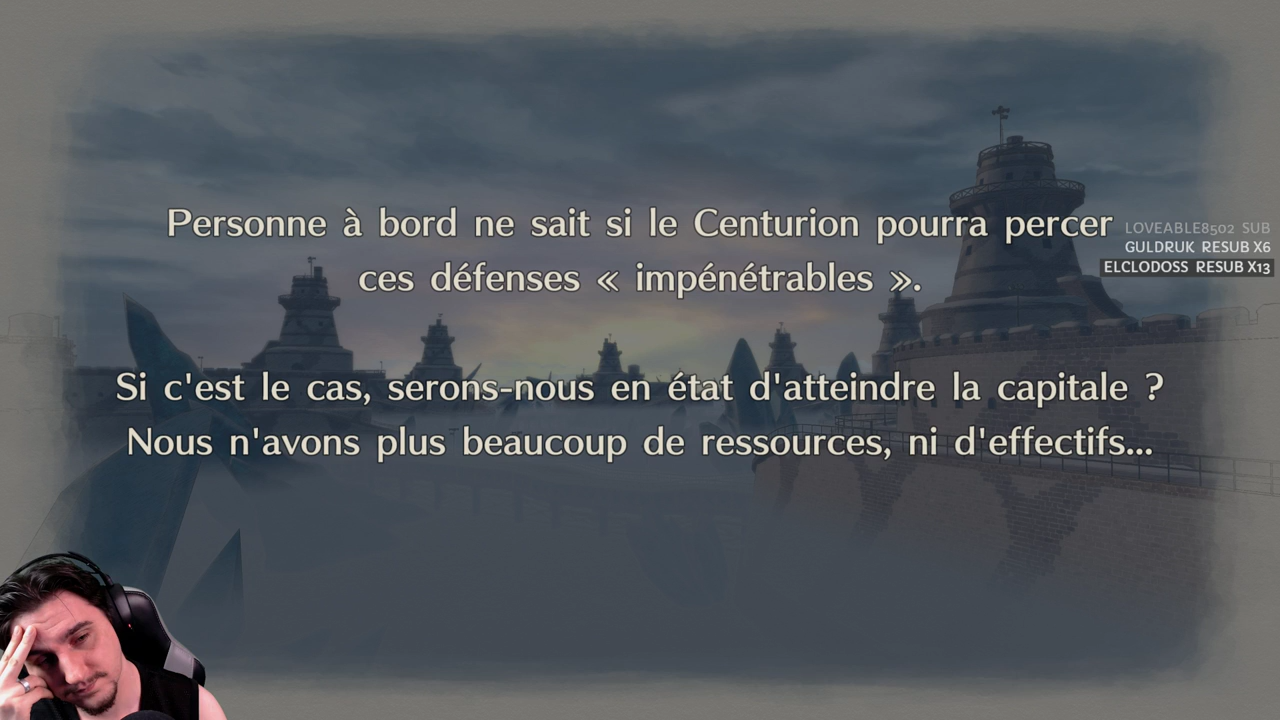 Personne à bord ne sait si le Centurion pourra percer
ces défenses « impénétrables ».
Si c'est le cas, serons-nous en état d'atteindre la capitale ?
Nous n'avons plus beaucoup de ressources, ni d'effectifs...
LOVEABLE8502 SUB
GULDRUK RESUB X6
ELCLODOSS RESUB X13